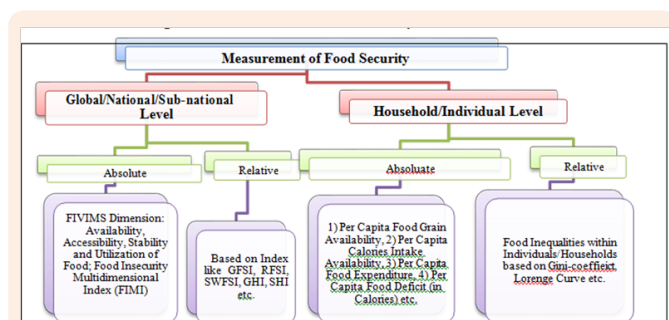 Measurement of Food Security
Global/National/Sub-national
Level
Household/Individual Level
Absolute
Relative
Absoluate
Relative
FIVIMS Dimension:
Availability,
Accessibility, Stability
and Utilization of
Food; Food Insecurity
Multidimensional
Index (FIMI)
Based on Index
like GFSI, RFSI,
SWFSI, GHI, SHI
etc.
1) Per Capita Food Grain
Availability, 2) Per Capita
Calories Intake
Availability, 3) Per Capita
Food Expenditure, 4) Per
Capita Food Deficit (in
Calories) etc.
Food Inequalities within
Individuals/Households
based on Gini-coeffiext,
Lorenge Curve etc.